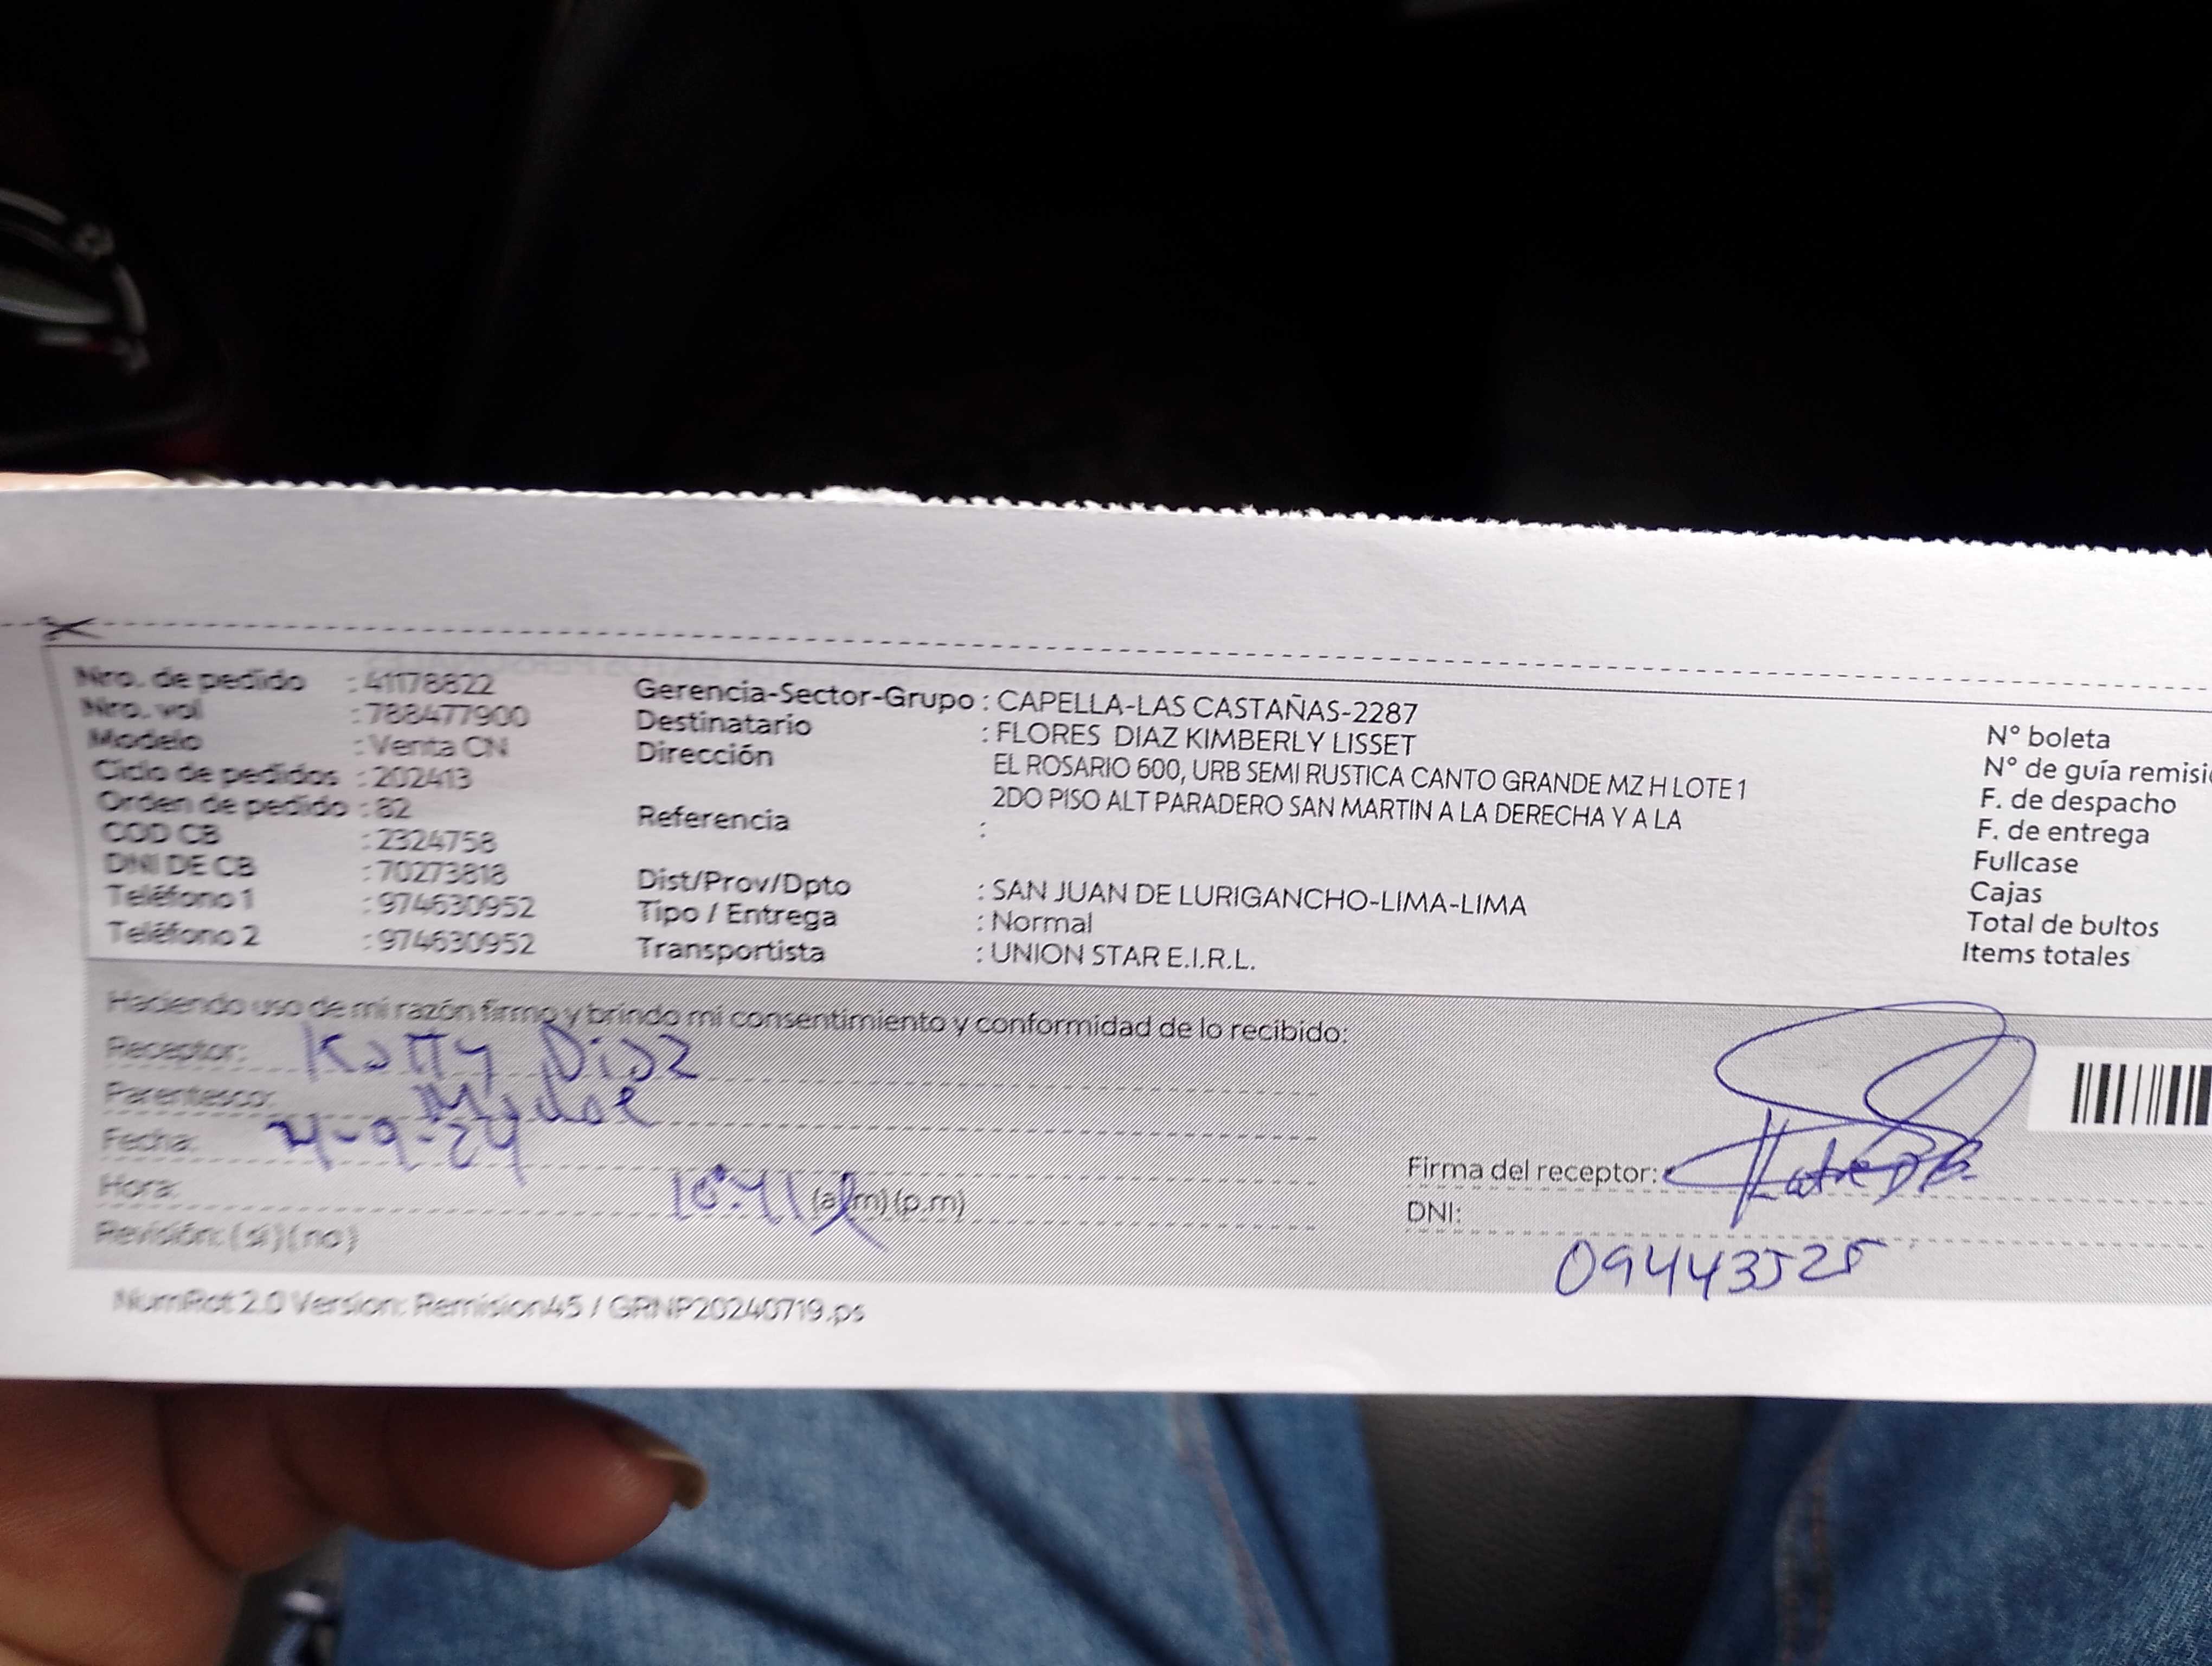 Nro. de pedido : 41178822
Nro. vol : 788477900
Modelo : Venta CN
Ciclo de pedidos : 202413
Orden de pedido : 82
COD CB : 2324758
DNI DE CB : 70273818
Teléfono 1 : 974630952
Teléfono 2 : 974630952
Gerencia-Sector-Grupo : CAPELLA-LAS CASTAÑAS-2287
Destinatario : FLORES DIAZ KIMBERLY LISSET
Dirección EL ROSARIO 600, URB SEMI RUSTICA CANTO GRANDE MZ H LOTE 1
2DO PISO ALT PARADERO SAN MARTIN A LA DERECHA Y A LA
Referencia :
Dist/Prov/Dpto : SAN JUAN DE LURIGANCHO-LIMA-LIMA
Tipo / Entrega : Normal
Transportista : UNION STAR E.I.R.L.
N° boleta
N° de guía remisi
F. de despacho
F. de entrega
Fullcase
Cajas
Total de bultos
Items totales
Haciendo uso de mi razón firmo y brindo mi consentimiento y conformidad de lo recibido:
Receptor: Katty Diaz
Parentesco: Madre
Fecha: 4-9-24
Hora: 10:41 (a.m) (p.m)
Revisión: (si) (no)
Firma del receptor:
DNI:
09443525
NumRot 2.0 Version: Remision45 / GRNP20240719.ps